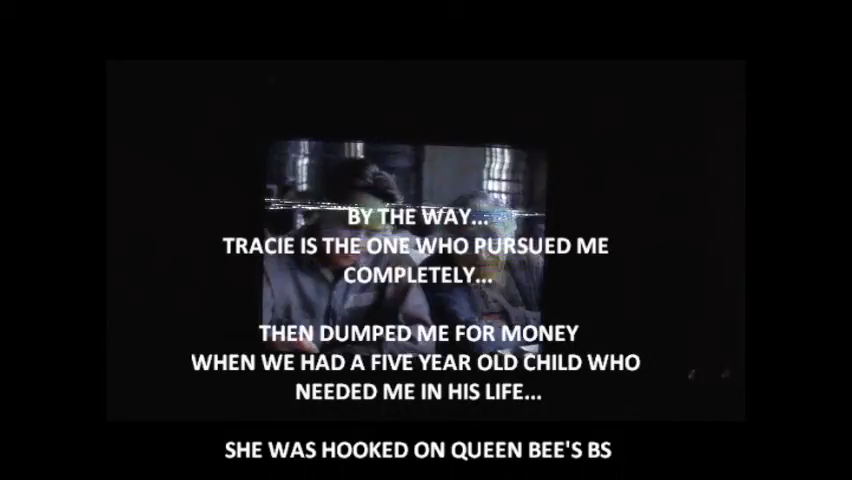 BY THE WAY...
TRACIE IS THE ONE WHO PURSUED ME
COMPLETELY...
THEN DUMPED ME FOR MONEY
WHEN WE HAD A FIVE YEAR OLD CHILD WHO
NEEDED ME IN HIS LIFE...
SHE WAS HOOKED ON QUEEN BEE'S BS